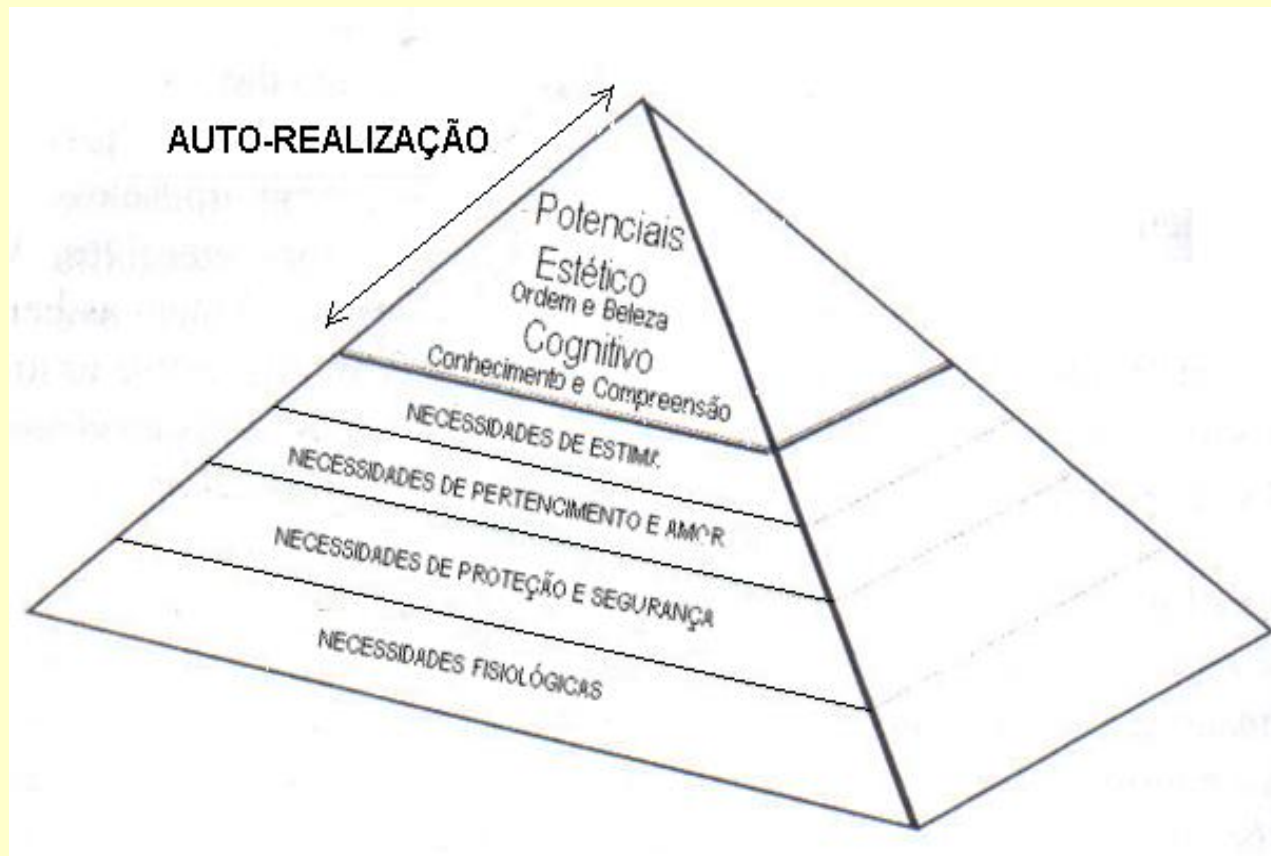 AUTO-REALIZAÇÃO
Potenciais
Estético
Ordem e Beleza
Cognitivo
Conhecimento e Compreensão
NECESSIDADES DE ESTIMA
NECESSIDADES DE PERTENCIMENTO E AMOR
NECESSIDADES DE PROTEÇÃO E SEGURANÇA
NECESSIDADES FISIOLÓGICAS